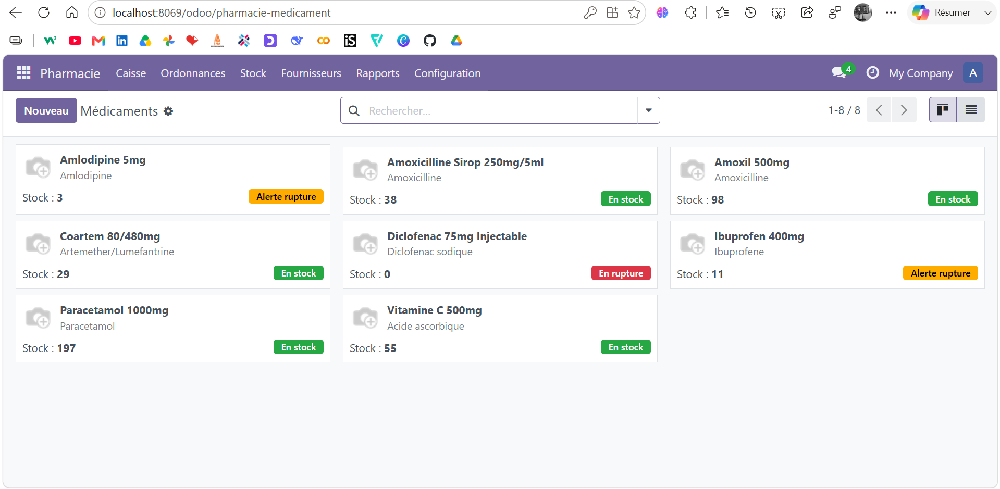 localhost:8069/odoo/pharmacie-medicament
Résumer
Pharmacie Caisse Ordonnances Stock Fournisseurs Rapports Configuration 4 My Company A
Nouveau Médicaments Rechercher... 1-8 / 8
Amlodipine 5mg
Amlodipine
Stock : 3 Alerte rupture
Amoxicilline Sirop 250mg/5ml
Amoxicilline
Stock : 38 En stock
Amoxil 500mg
Amoxicilline
Stock : 98 En stock
Coartem 80/480mg
Artemether/Lumefantrine
Stock : 29 En stock
Diclofenac 75mg Injectable
Diclofenac sodique
Stock : 0 En rupture
Ibuprofen 400mg
Ibuprofene
Stock : 11 Alerte rupture
Paracetamol 1000mg
Paracetamol
Stock : 197 En stock
Vitamine C 500mg
Acide ascorbique
Stock : 55 En stock